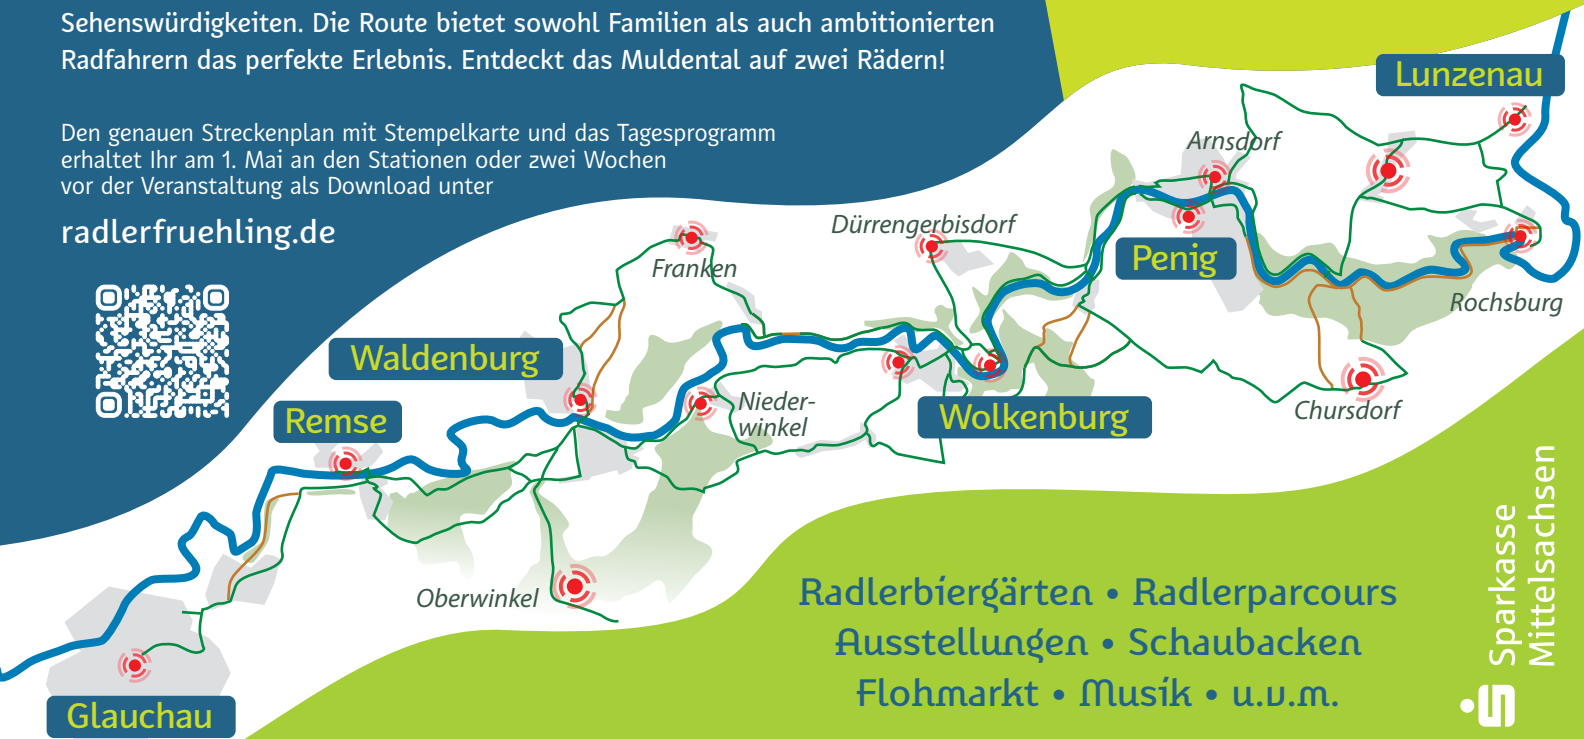 Sehenswürdigkeiten. Die Route bietet sowohl Familien als auch ambitionierten
Radfahrern das perfekte Erlebnis. Entdeckt das Muldental auf zwei Rädern!
Den genauen Streckenplan mit Stempelkarte und das Tagesprogramm
erhaltet Ihr am 1. Mai an den Stationen oder zwei Wochen
vor der Veranstaltung als Download unter
radlerfruehling.de
Lunzenau
Arnsdorf
Dürrengerbisdorf
Penig
Franken
Rochsburg
Waldenburg
Chursdorf
Nieder-
winkel
Wolkenburg
Remse
Oberwinkel
Glauchau
Radlerbiergärten • Radlerparcours
Ausstellungen • Schaubacken
Flohmarkt • Musik • u.v.m.
Sparkasse
Mittelsachsen